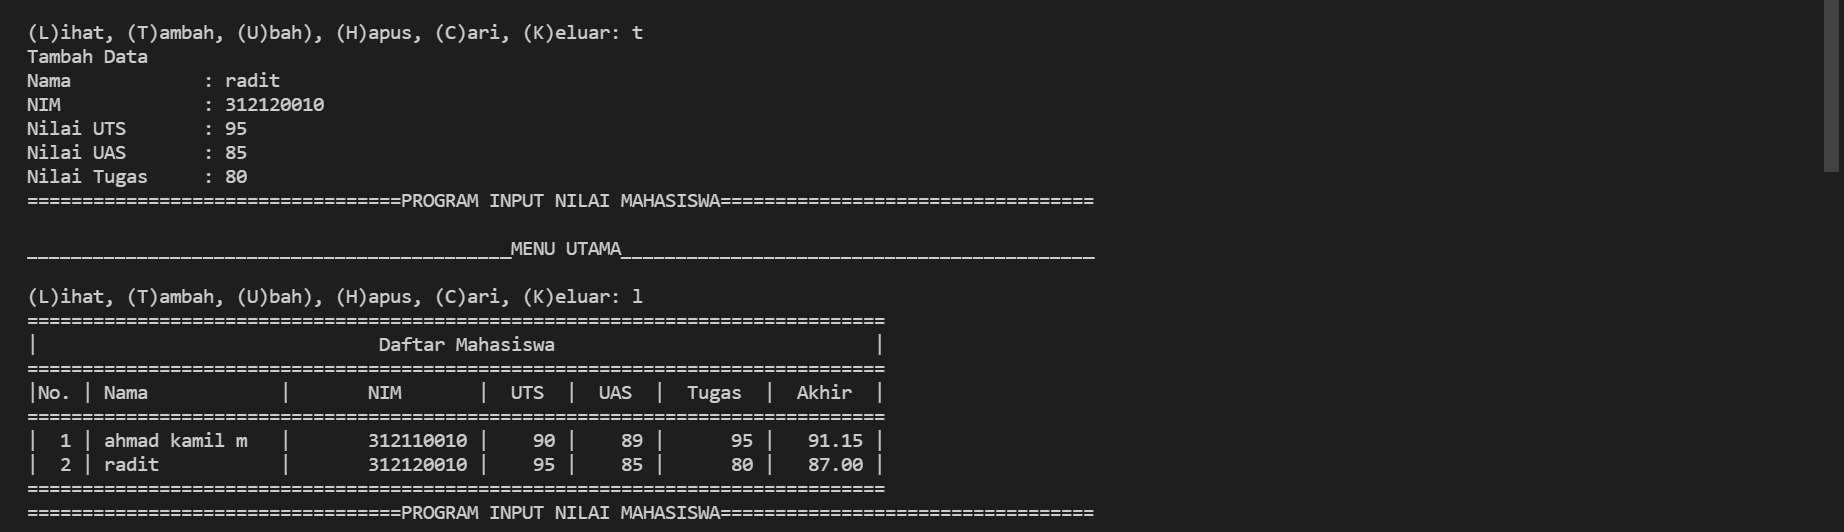 (L)ihat, (T)ambah, (U)bah), (H)apus, (C)ari, (K)eluar: t
Tambah Data
Nama            : radit
NIM             : 312120010
Nilai UTS       : 95
Nilai UAS       : 85
Nilai Tugas     : 80
==================================PROGRAM INPUT NILAI MAHASISWA==================================
____________________________________________MENU UTAMA___________________________________________
(L)ihat, (T)ambah, (U)bah), (H)apus, (C)ari, (K)eluar: l
==============================================================================
|                               Daftar Mahasiswa                             |
==============================================================================
|No. | Nama            |       NIM       |  UTS  |  UAS  |  Tugas  |  Akhir  |
==============================================================================
|  1 | ahmad kamil m   |       312110010 |    90 |    89 |      95 |   91.15 |
|  2 | radit           |       312120010 |    95 |    85 |      80 |   87.00 |
==============================================================================
==================================PROGRAM INPUT NILAI MAHASISWA==================================